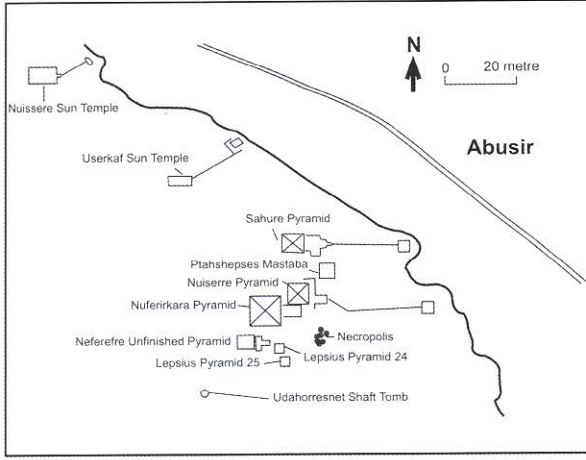 N
0 20 metre
Abusir
Nuissere Sun Temple
Userkaf Sun Temple
Sahure Pyramid
Ptahshepses Mastaba
Nuiserre Pyramid
Nuferirkara Pyramid
Neferefre Unfinished Pyramid
Necropolis
Lepsius Pyramid 24
Lepsius Pyramid 25
Udahorresnet Shaft Tomb